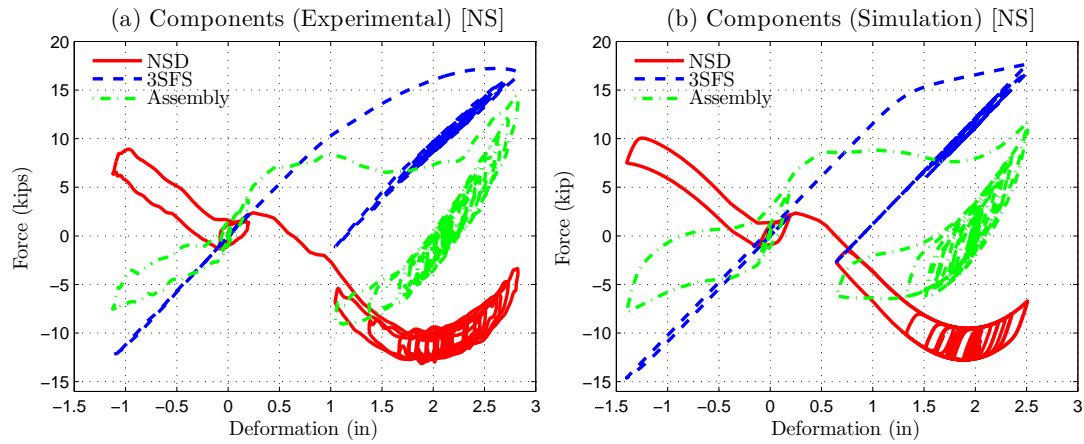 (a) Components (Experimental) [NS]
20
15
10
5
0
−5
−10
−15
Force (kips)
NSD
3SFS
Assembly
−1.5 −1 −0.5 0 0.5 1 1.5 2 2.5 3
Deformation (in)
(b) Components (Simulation) [NS]
20
15
10
5
0
−5
−10
−15
Force (kip)
NSD
3SFS
Assembly
−1.5 −1 −0.5 0 0.5 1 1.5 2 2.5 3
Deformation (in)